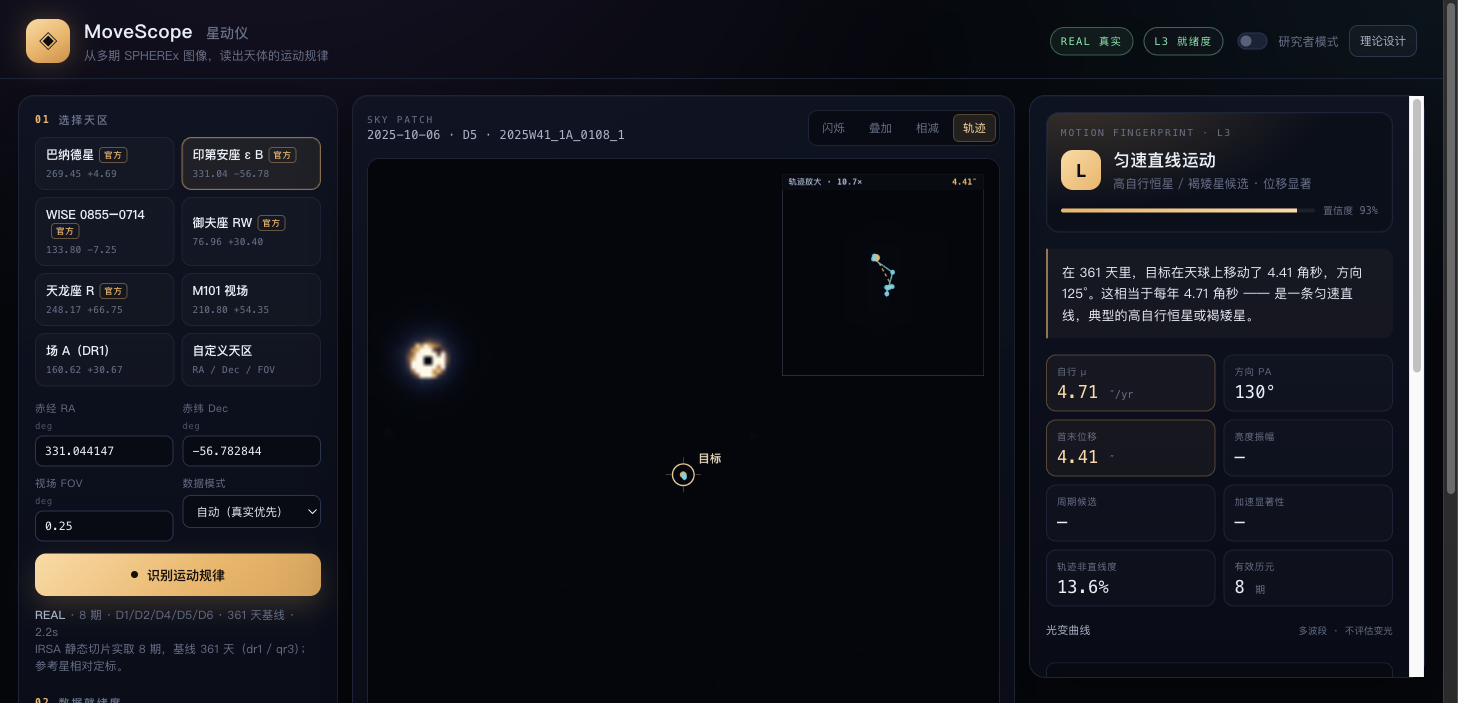 MoveScope 星动仪
从多期 SPHEREx 图像，读出天体的运动规律
REAL 真实
L3 就绪度
研究者模式
理论设计
01 选择天区
巴纳德星 官方
269.45 +4.69
印第安座 ε B 官方
331.04 −56.78
WISE 0855−0714
官方
133.80 −7.25
御夫座 RW 官方
76.96 +30.40
天龙座 R 官方
248.17 +66.75
M101 视场
210.80 +54.35
场 A（DR1）
160.62 +30.67
自定义天区
RA / Dec / FOV
赤经 RA
deg
331.044147
赤纬 Dec
deg
−56.782844
视场 FOV
deg
0.25
数据模式
自动（真实优先）
识别运动规律
REAL · 8 期 · D1/D2/D4/D5/D6 · 361 天基线 ·
2.2s
IRSA 静态切片实取 8 期，基线 361 天（dr1 / qr3）；
参考星相对定标。
02 数据就绪度
SKY PATCH
2025−10−06 · D5 · 2025W41_1A_0108_1
闪烁
叠加
相减
轨迹
轨迹放大 · 10.7×
4.41″
目标
MOTION FINGERPRINT · L3
L
匀速直线运动
高自行恒星 / 褐矮星候选 · 位移显著
置信度 93%
在 361 天里，目标在天球上移动了 4.41 角秒，方向
125°。这相当于每年 4.71 角秒 —— 是一条匀速直
线，典型的高自行恒星或褐矮星。
自行 μ
4.71 ″/yr
方向 PA
130°
首末位移
4.41 ″
亮度振幅
—
周期候选
—
加速显著性
—
轨迹非直线度
13.6%
有效历元
8 期
光变曲线
多波段 · 不评估变光